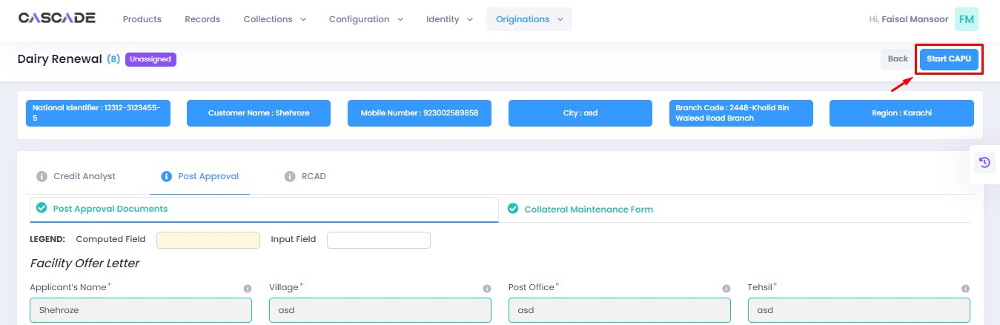 CASCADE Products Records Collections Configuration Identity Originations Hi, Faisal Mansoor FM
Dairy Renewal (8) Unassigned Back Start CAPU
National Identifier : 12312-3123455-
5
Customer Name : Shehroze
Mobile Number : 923002589658
City : asd
Branch Code : 2448-Khalid Bin
Waleed Road Branch
Region : Karachi
Credit Analyst Post Approval RCAD
Post Approval Documents Collateral Maintenance Form
LEGEND: Computed Field Input Field
Facility Offer Letter
Applicant's Name* Village* Post Office* Tehsil*
Shehroze asd asd asd